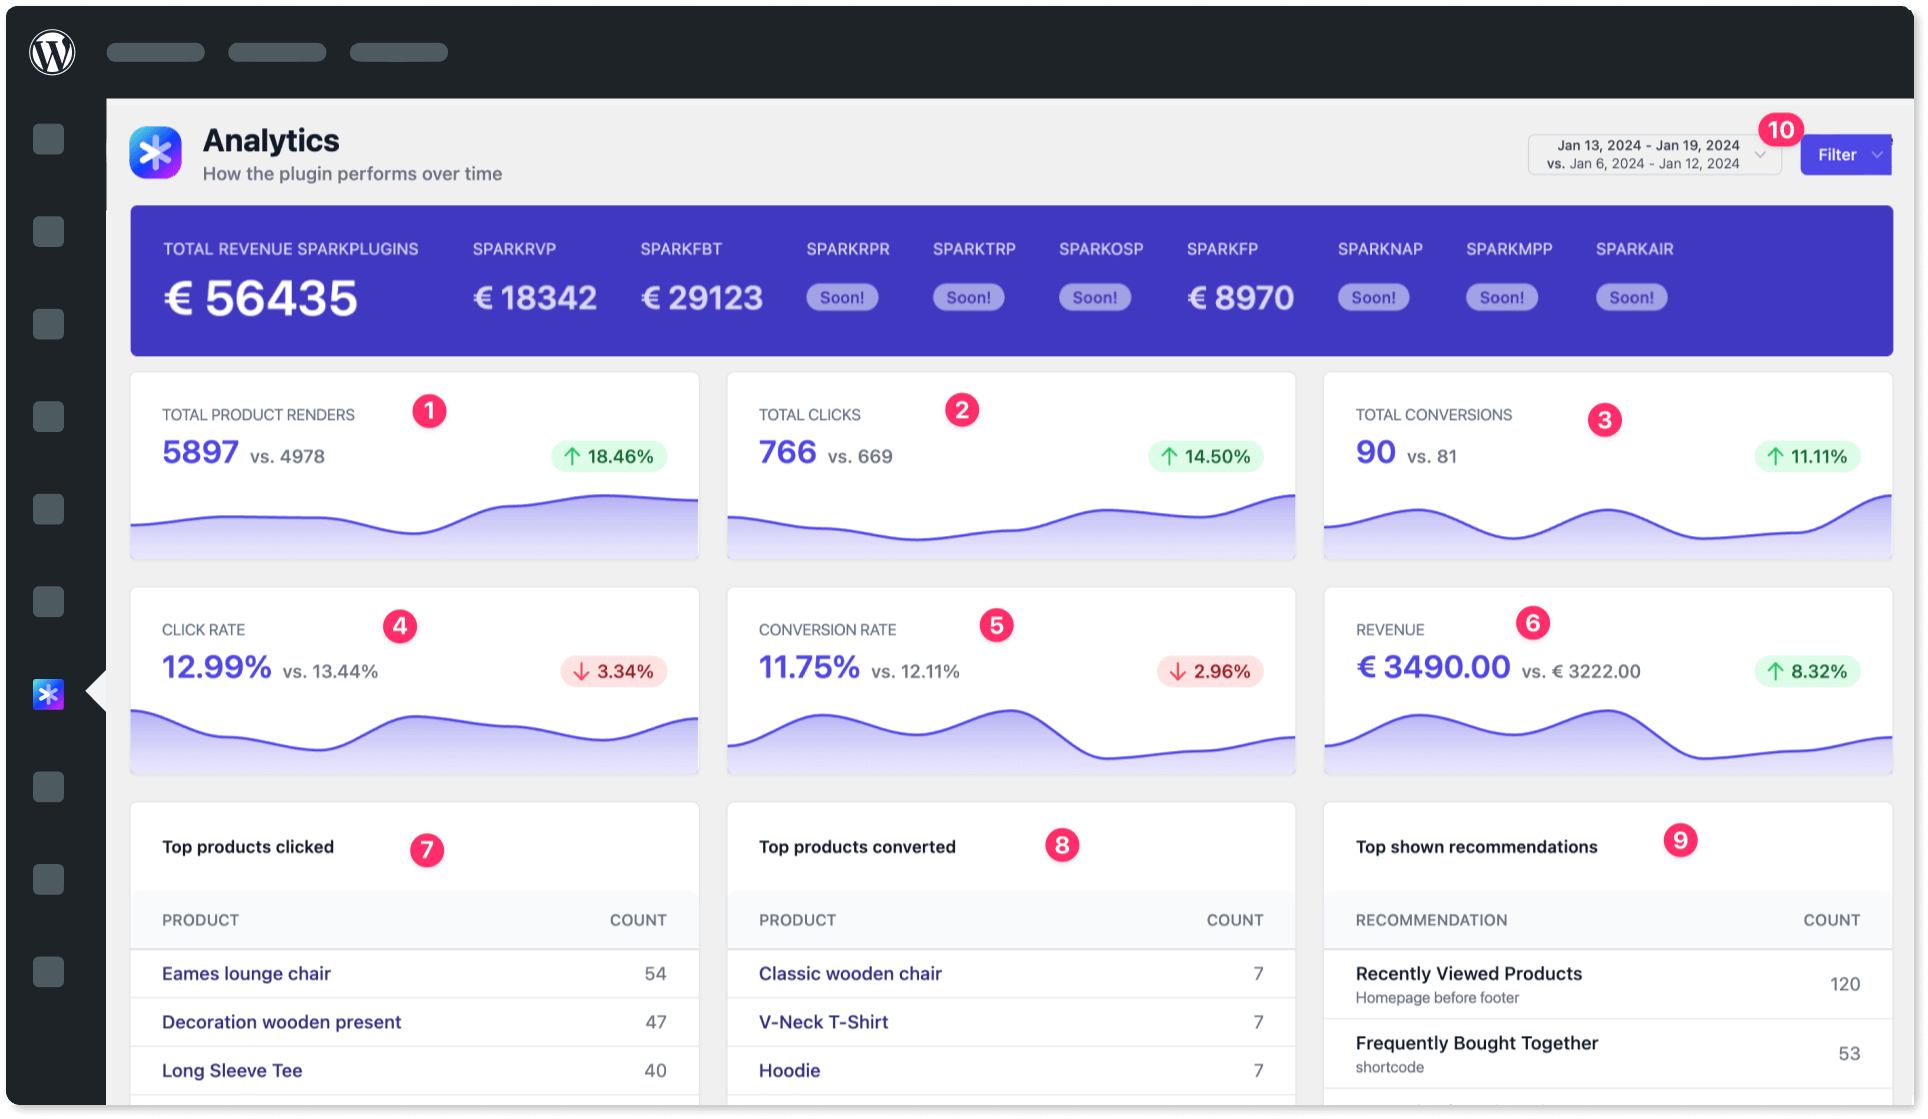 Analytics
How the plugin performs over time
Jan 13, 2024 - Jan 19, 2024
vs. Jan 6, 2024 - Jan 12, 2024
10
Filter
TOTAL REVENUE SPARKPLUGINS
€ 56435
SPARKRVP
€ 18342
SPARKFBT
€ 29123
SPARKRPR
Soon!
SPARKTRP
Soon!
SPARKOSP
Soon!
SPARKFP
€ 8970
SPARKNAP
Soon!
SPARKMPP
Soon!
SPARKAIR
Soon!
TOTAL PRODUCT RENDERS
1
5897 vs. 4978
18.46%
TOTAL CLICKS
2
766 vs. 669
14.50%
TOTAL CONVERSIONS
3
90 vs. 81
11.11%
CLICK RATE
4
12.99% vs. 13.44%
3.34%
CONVERSION RATE
5
11.75% vs. 12.11%
2.96%
REVENUE
6
€ 3490.00 vs. € 3222.00
8.32%
Top products clicked
7
PRODUCT COUNT
Eames lounge chair 54
Decoration wooden present 47
Long Sleeve Tee 40
Top products converted
8
PRODUCT COUNT
Classic wooden chair 7
V-Neck T-Shirt 7
Hoodie 7
Top shown recommendations
9
RECOMMENDATION COUNT
Recently Viewed Products 120
Homepage before footer
Frequently Bought Together 53
shortcode